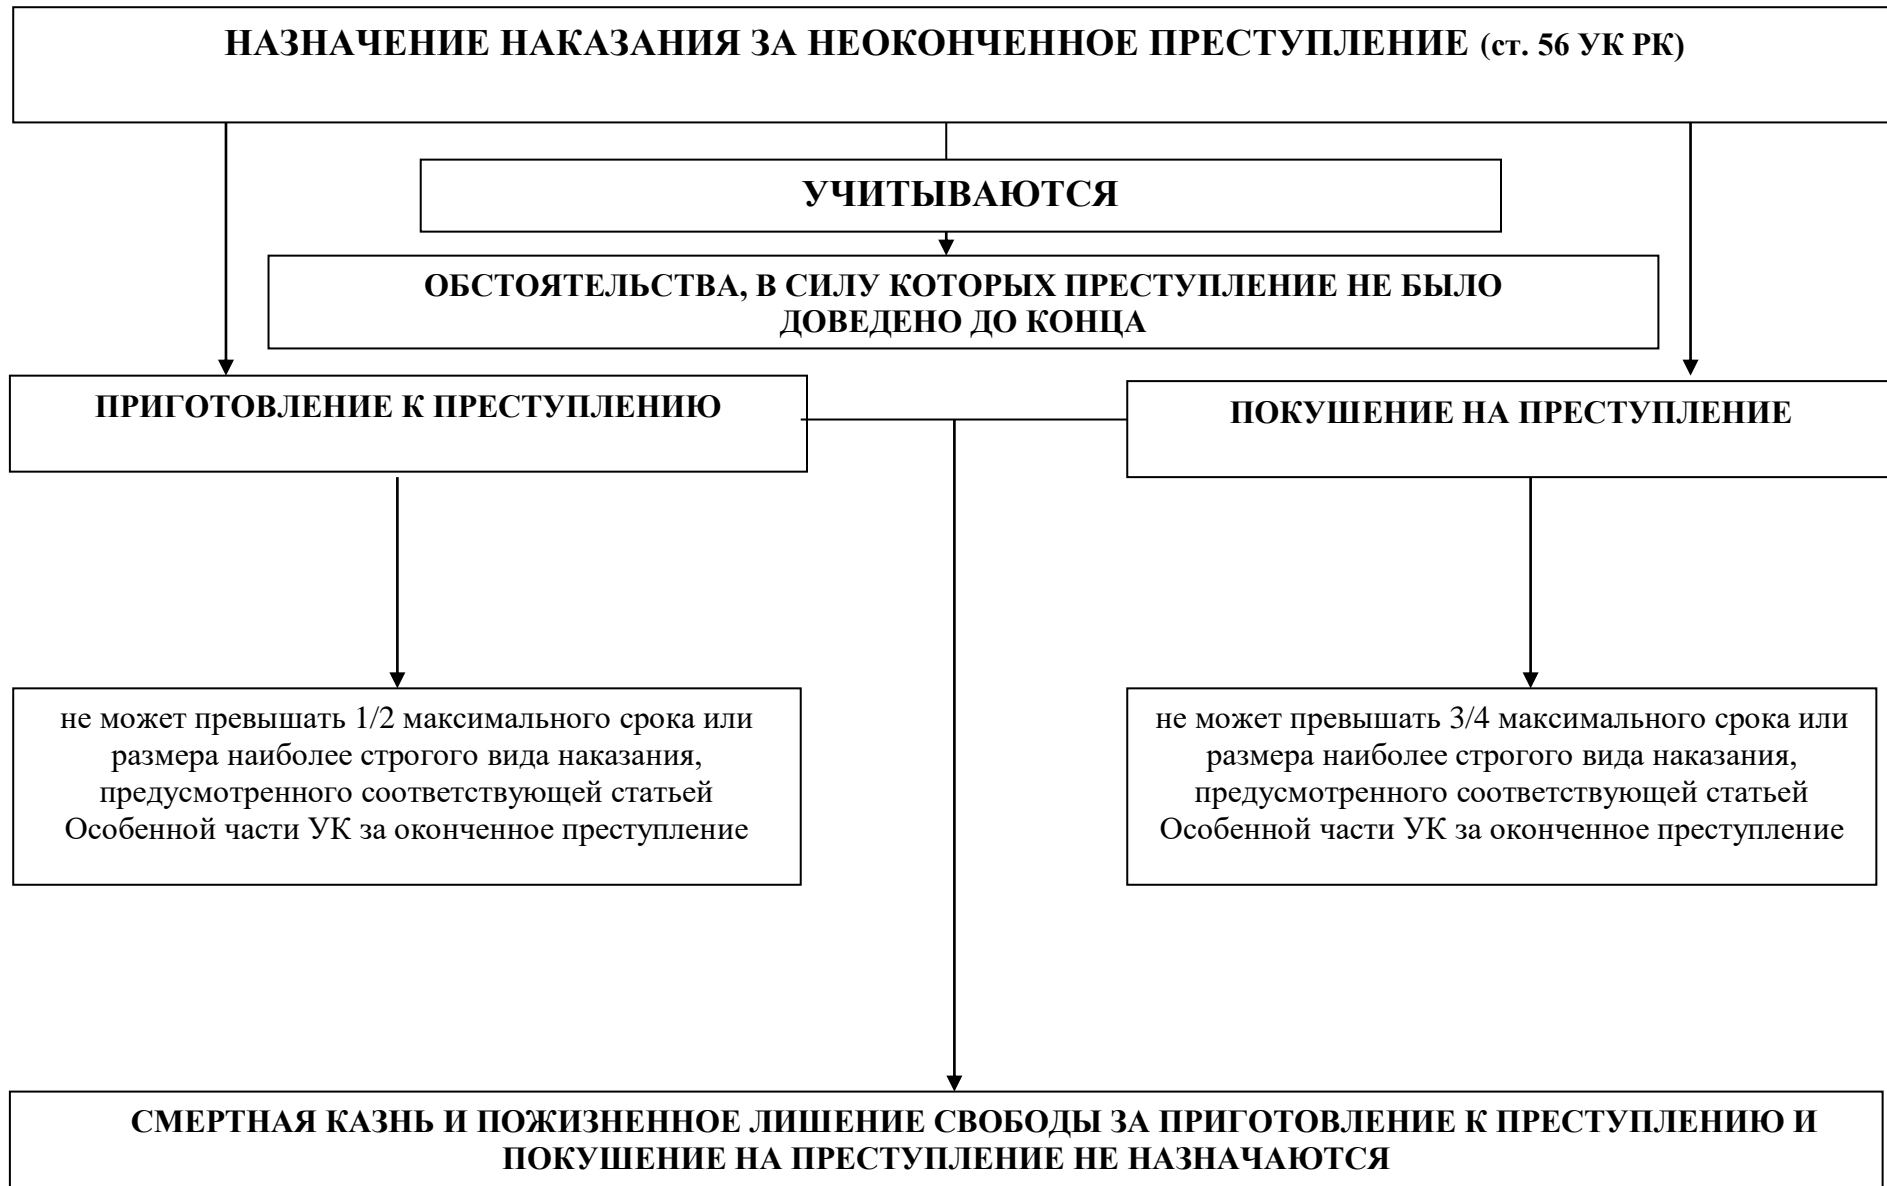 НАЗНАЧЕНИЕ НАКАЗАНИЯ ЗА НЕОКОНЧЕННОЕ ПРЕСТУПЛЕНИЕ (ст. 56 УК РК)
УЧИТЫВАЮТСЯ
ОБСТОЯТЕЛЬСТВА, В СИЛУ КОТОРЫХ ПРЕСТУПЛЕНИЕ НЕ БЫЛО
ДОВЕДЕНО ДО КОНЦА
ПРИГОТОВЛЕНИЕ К ПРЕСТУПЛЕНИЮ
ПОКУШЕНИЕ НА ПРЕСТУПЛЕНИЕ
не может превышать 1/2 максимального срока или
размера наиболее строгого вида наказания,
предусмотренного соответствующей статьей
Особенной части УК за оконченное преступление
не может превышать 3/4 максимального срока или
размера наиболее строгого вида наказания,
предусмотренного соответствующей статьей
Особенной части УК за оконченное преступление
СМЕРТНАЯ КАЗНЬ И ПОЖИЗНЕННОЕ ЛИШЕНИЕ СВОБОДЫ ЗА ПРИГОТОВЛЕНИЕ К ПРЕСТУПЛЕНИЮ И
ПОКУШЕНИЕ НА ПРЕСТУПЛЕНИЕ НЕ НАЗНАЧАЮТСЯ